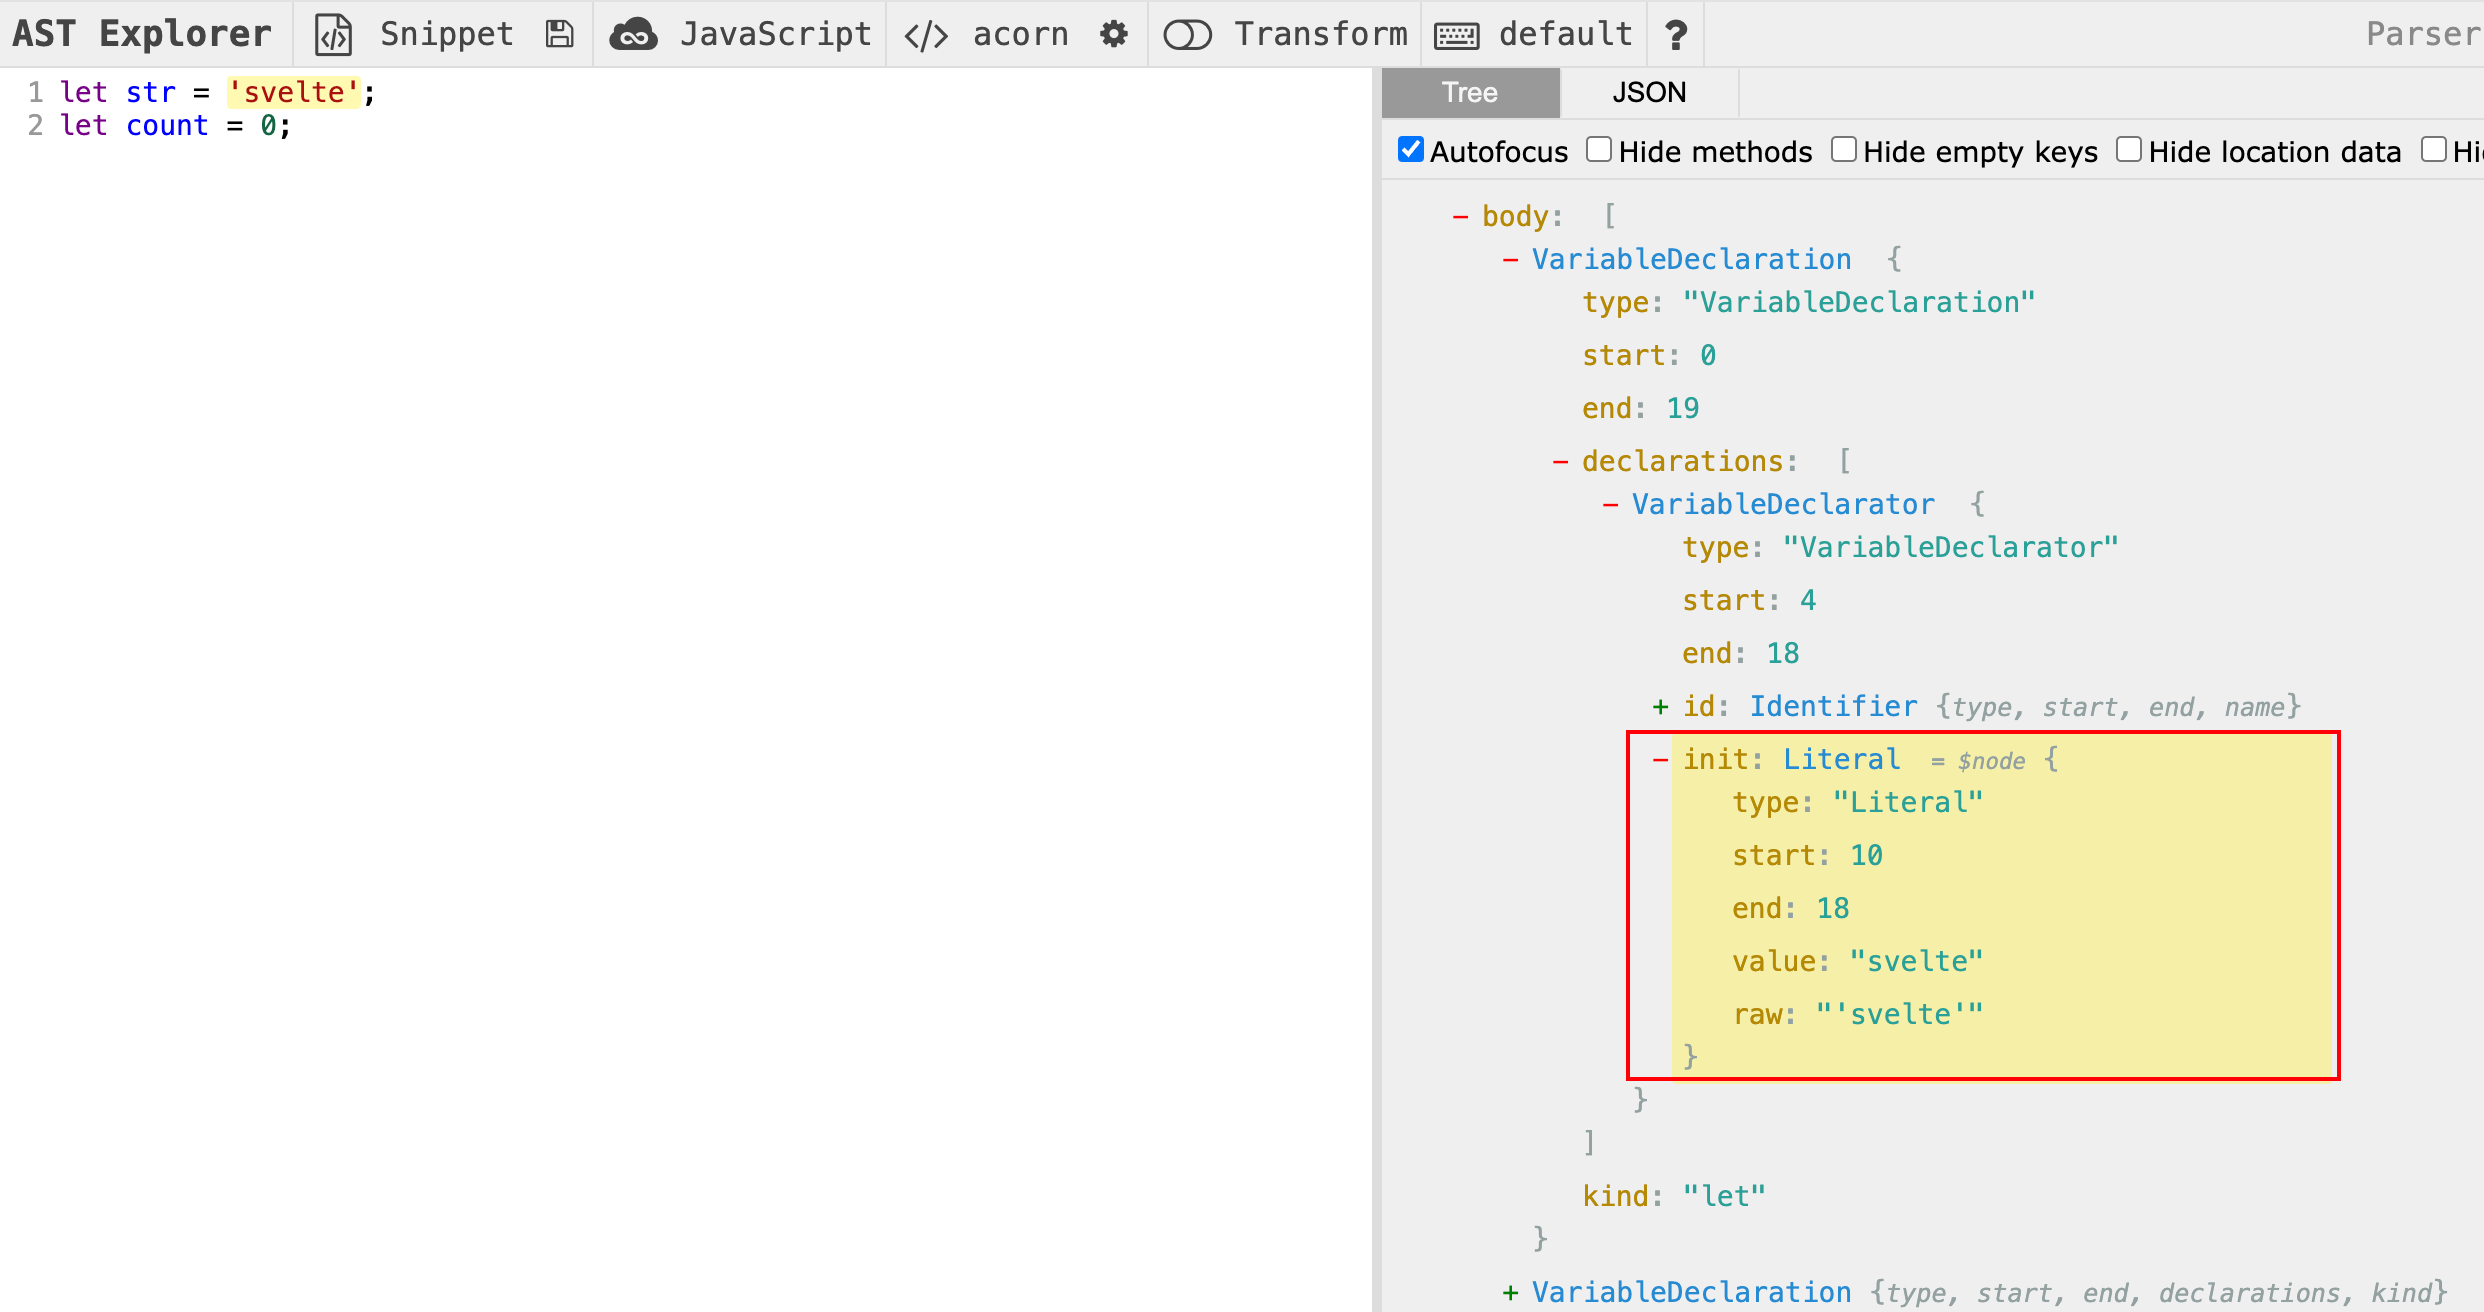 AST Explorer </> Snippet JavaScript </> acorn Transform default ? Parser
1 let str = 'svelte';
2 let count = 0;
Tree JSON
Autofocus Hide methods Hide empty keys Hide location data
− body: [
− VariableDeclaration {
type: "VariableDeclaration"
start: 0
end: 19
− declarations: [
− VariableDeclarator {
type: "VariableDeclarator"
start: 4
end: 18
+ id: Identifier {type, start, end, name}
− init: Literal = $node {
type: "Literal"
start: 10
end: 18
value: "svelte"
raw: "'svelte'"
}
}
]
kind: "let"
}
+ VariableDeclaration {type, start, end, declarations, kind}